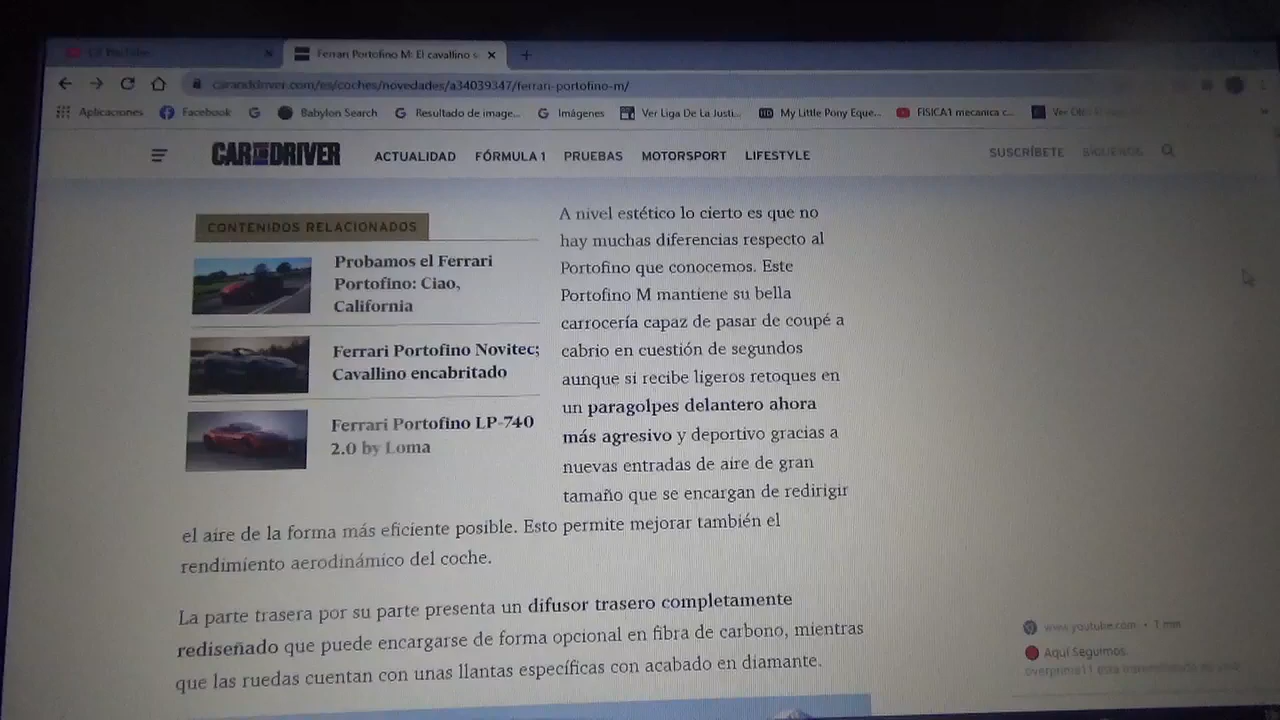 Ferrari Portofino M: El cavallino s
caranddriver.com/es/coches/novedades/a34039347/ferrari-portofino-m/
Aplicaciones Facebook Babylon Search Resultado de image... Imágenes Ver Liga De La Justi... My Little Pony Eque... FISICA1 mecanica c...
CAR AND DRIVER ACTUALIDAD FÓRMULA 1 PRUEBAS MOTORSPORT LIFESTYLE SUSCRÍBETE SÍGUENOS
CONTENIDOS RELACIONADOS
Probamos el Ferrari
Portofino: Ciao,
California
Ferrari Portofino Novitec;
Cavallino encabritado
Ferrari Portofino LP-740
2.0 by Loma
A nivel estético lo cierto es que no
hay muchas diferencias respecto al
Portofino que conocemos. Este
Portofino M mantiene su bella
carrocería capaz de pasar de coupé a
cabrio en cuestión de segundos
aunque si recibe ligeros retoques en
un paragolpes delantero ahora
más agresivo y deportivo gracias a
nuevas entradas de aire de gran
tamaño que se encargan de redirigir
el aire de la forma más eficiente posible. Esto permite mejorar también el
rendimiento aerodinámico del coche.
La parte trasera por su parte presenta un difusor trasero completamente
rediseñado que puede encargarse de forma opcional en fibra de carbono, mientras
que las ruedas cuentan con unas llantas específicas con acabado en diamante.
www.youtube.com • 1 min
Aquí Seguimos.